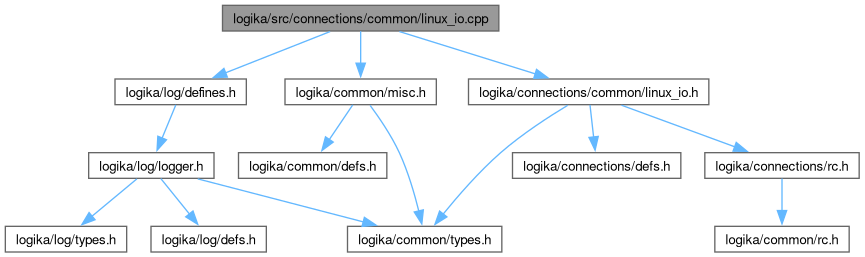 logika/src/connections/common/linux_io.cpp
logika/log/defines.h
logika/common/misc.h
logika/connections/common/linux_io.h
logika/log/logger.h
logika/common/defs.h
logika/connections/defs.h
logika/connections/rc.h
logika/log/types.h
logika/log/defs.h
logika/common/types.h
logika/common/rc.h